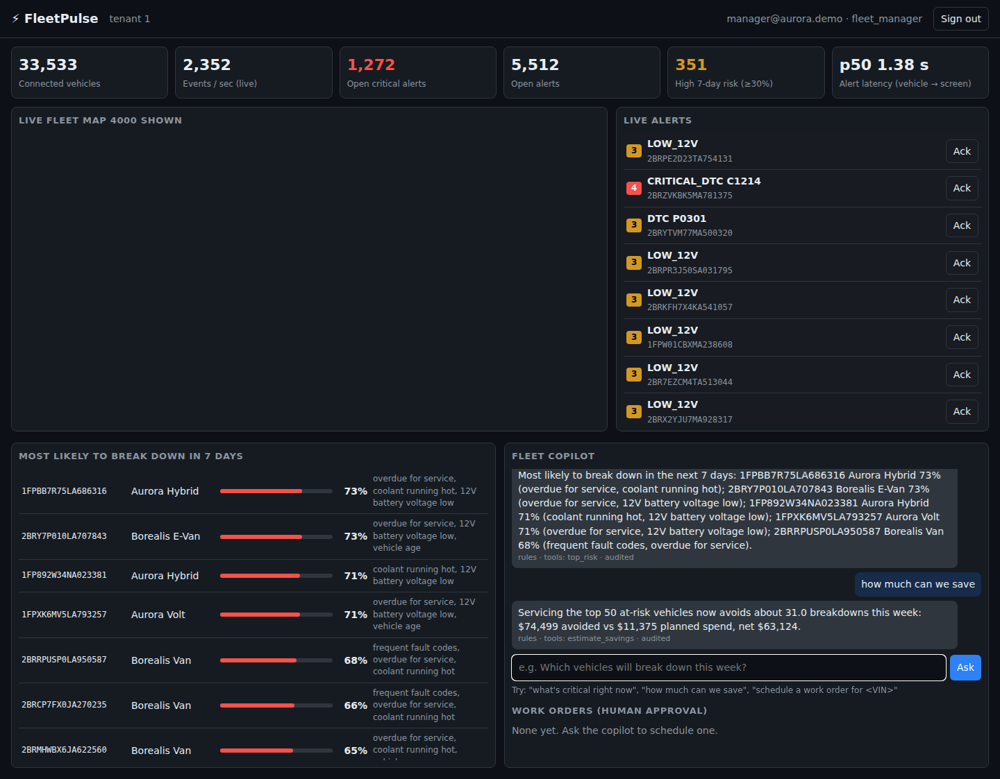 ⚡ FleetPulse tenant 1
manager@aurora.demo · fleet_manager Sign out
33,533
Connected vehicles
2,352
Events / sec (live)
1,272
Open critical alerts
5,512
Open alerts
351
High 7-day risk (≥30%)
p50 1.38 s
Alert latency (vehicle → screen)
LIVE FLEET MAP 4000 SHOWN
LIVE ALERTS
3 LOW_12V Ack
2BRPE2D23TA754131
4 CRITICAL_DTC C1214 Ack
2BRZVKBK5MA781375
3 DTC P0301 Ack
2BRYTVM77MA500320
3 LOW_12V Ack
2BRPR3J50SA031795
3 LOW_12V Ack
2BRKFH7X4KA541057
3 LOW_12V Ack
1FPW01CBXMA238608
3 LOW_12V Ack
2BR7EZCM4TA513044
3 LOW_12V Ack
2BRX2YJU7MA928317
MOST LIKELY TO BREAK DOWN IN 7 DAYS
1FPBB7R75LA686316 Aurora Hybrid 73% overdue for service,
coolant running hot, 12V
battery voltage low
2BRY7P010LA707843 Borealis E-Van 73% overdue for service, 12V
battery voltage low,
vehicle age
1FP892W34NA023381 Aurora Hybrid 71% coolant running hot, 12V
battery voltage low
1FPXK6MV5LA793257 Aurora Volt 71% overdue for service, 12V
battery voltage low,
vehicle age
2BRRPUSP0LA950587 Borealis Van 68% frequent fault codes,
overdue for service,
coolant running hot
2BRCP7FX0JA270235 Borealis Van 66% frequent fault codes,
overdue for service,
coolant running hot
2BRMHWBX6JA622560 Borealis Van 65% overdue for service,
coolant running hot,
FLEET COPILOT
Most likely to break down in the next 7 days: 1FPBB7R75LA686316 Aurora Hybrid 73%
(overdue for service, coolant running hot); 2BRY7P010LA707843 Borealis E-Van 73%
(overdue for service, 12V battery voltage low); 1FP892W34NA023381 Aurora Hybrid
71% (coolant running hot, 12V battery voltage low); 1FPXK6MV5LA793257 Aurora Volt
71% (overdue for service, 12V battery voltage low); 2BRRPUSP0LA950587 Borealis Van
68% (frequent fault codes, overdue for service).
rules · tools: top_risk · audited
how much can we save
Servicing the top 50 at-risk vehicles now avoids about 31.0 breakdowns this week:
$74,499 avoided vs $11,375 planned spend, net $63,124.
rules · tools: estimate_savings · audited
e.g. Which vehicles will break down this week? Ask
Try: "what's critical right now", "how much can we save", "schedule a work order for <VIN>"
WORK ORDERS (HUMAN APPROVAL)
None yet. Ask the copilot to schedule one.